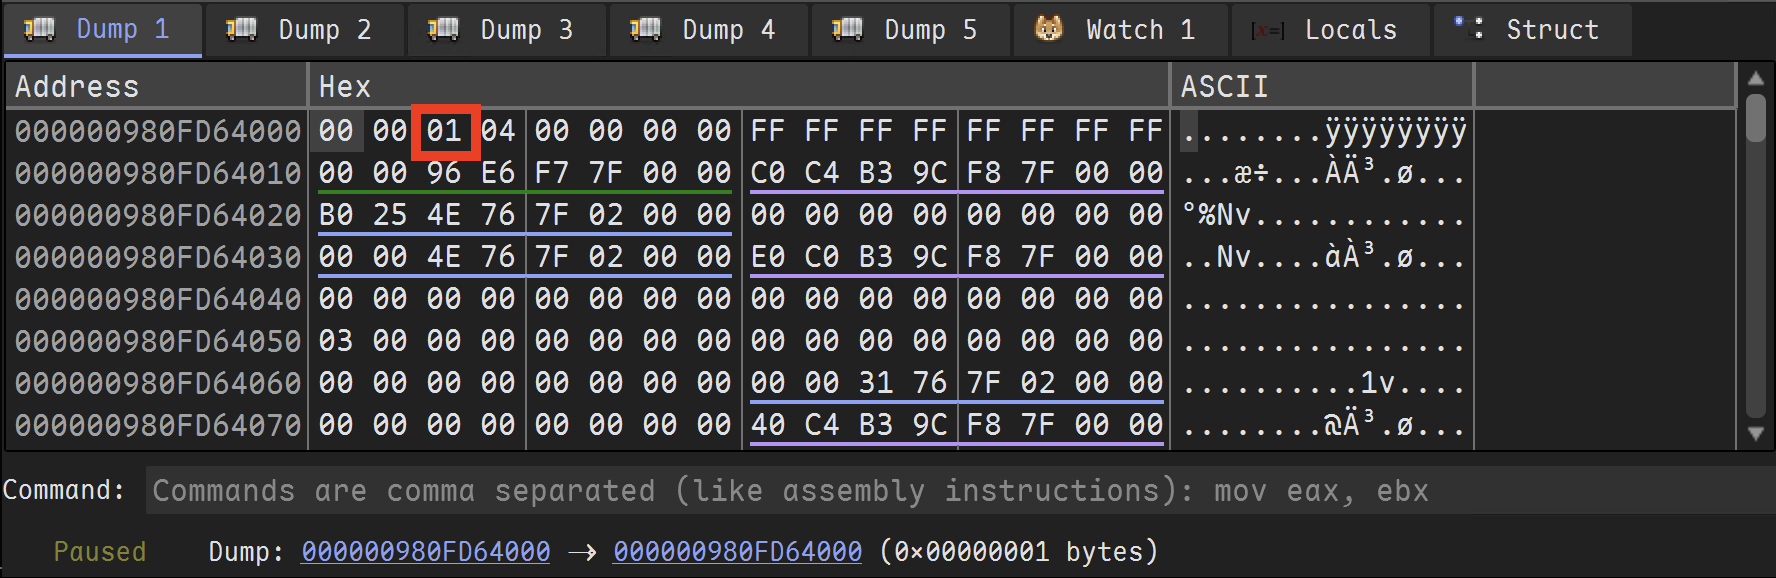 Dump 1 Dump 2 Dump 3 Dump 4 Dump 5 Watch 1 [x=] Locals Struct
Address Hex ASCII
000000980FD64000 00 00 01 04 00 00 00 00 FF FF FF FF FF FF FF FF ........ÿÿÿÿÿÿÿÿ
000000980FD64010 00 00 96 E6 F7 7F 00 00 C0 C4 B3 9C F8 7F 00 00 ...æ÷...ÀÄ³.ø...
000000980FD64020 B0 25 4E 76 7F 02 00 00 00 00 00 00 00 00 00 00 °%Nv............
000000980FD64030 00 00 4E 76 7F 02 00 00 E0 C0 B3 9C F8 7F 00 00 ..Nv....àÀ³.ø...
000000980FD64040 00 00 00 00 00 00 00 00 00 00 00 00 00 00 00 00 ................
000000980FD64050 03 00 00 00 00 00 00 00 00 00 00 00 00 00 00 00 ................
000000980FD64060 00 00 00 00 00 00 00 00 00 00 31 76 7F 02 00 00 ..........1v....
000000980FD64070 00 00 00 00 00 00 00 00 40 C4 B3 9C F8 7F 00 00 ........@Ä³.ø...
Command: Commands are comma separated (like assembly instructions): mov eax, ebx
Paused Dump: 000000980FD64000 -> 000000980FD64000 (0x00000001 bytes)